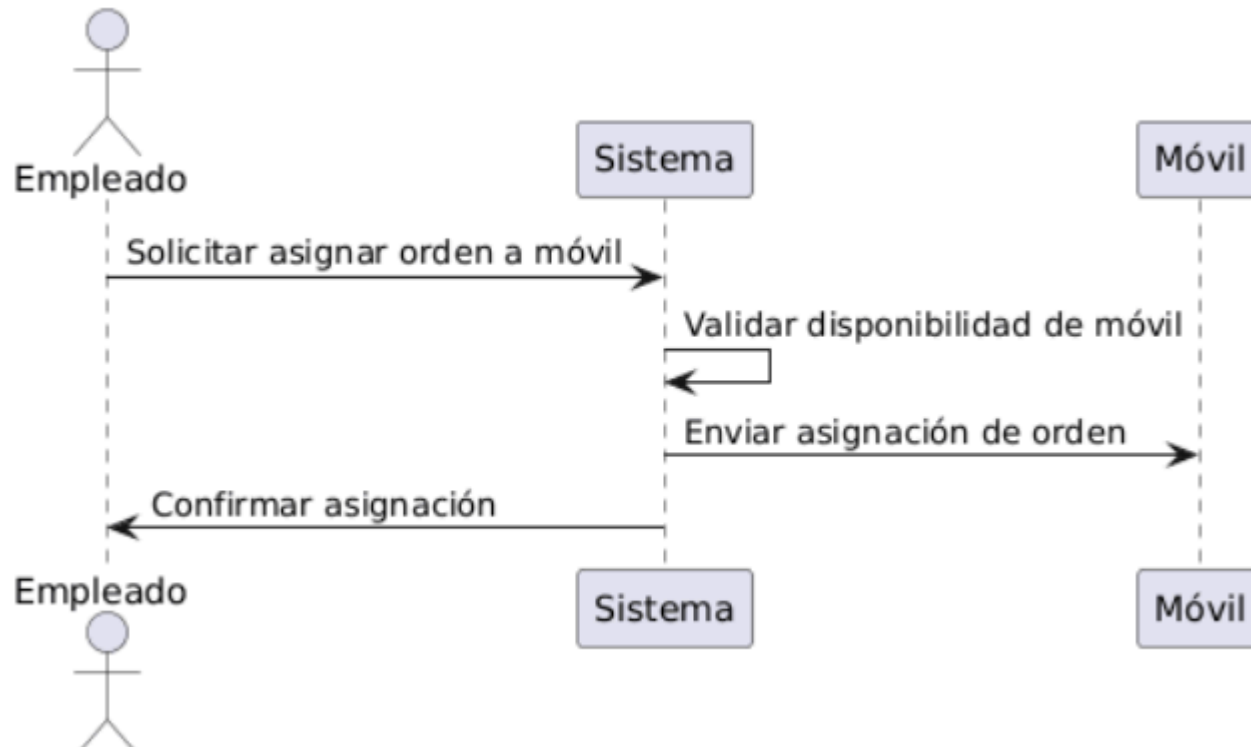 Empleado
Sistema
Móvil
Solicitar asignar orden a móvil
Validar disponibilidad de móvil
Enviar asignación de orden
Confirmar asignación
Empleado
Sistema
Móvil